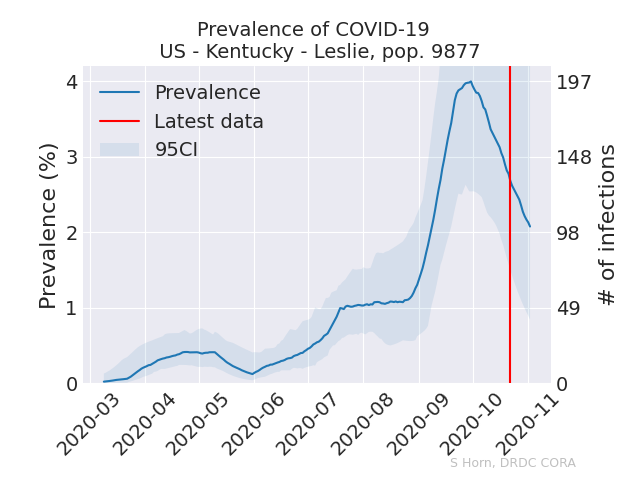 Prevalence of COVID-19
US - Kentucky - Leslie, pop. 9877
Prevalence
Latest data
95CI
Prevalence (%)
4
3
2
1
0
197
148
98
49
0
# of infections
2020-03
2020-04
2020-05
2020-06
2020-07
2020-08
2020-09
2020-10
2020-11
S Horn, DRDC CORA